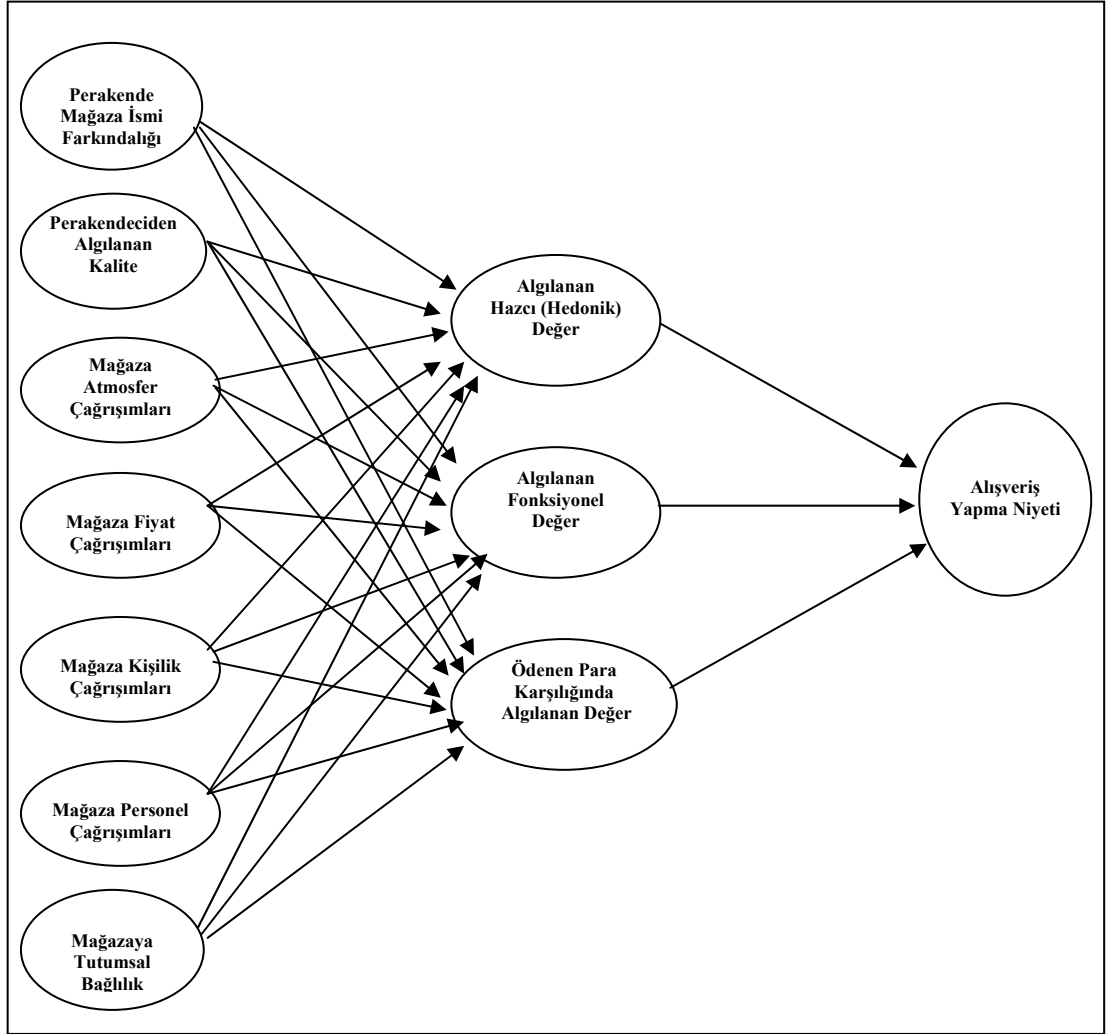 Perakende
Mağaza İsmi
Farkındalığı
Perakendeciden
Algılanan
Kalite
Mağaza
Atmosfer
Çağrışımları
Mağaza Fiyat
Çağrışımları
Mağaza Kişilik
Çağrışımları
Mağaza Personel
Çağrışımları
Mağazaya
Tutumsal
Bağlılık
Algılanan
Hazcı (Hedonik)
Değer
Algılanan
Fonksiyonel
Değer
Ödenen Para
Karşılığında
Algılanan Değer
Alışveriş
Yapma Niyeti